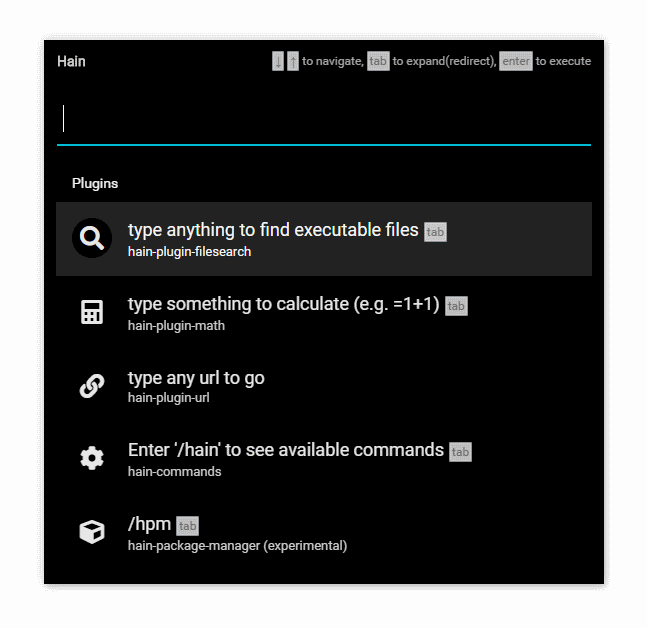 Hain
↓ ↑ to navigate, tab to expand(redirect), enter to execute
Plugins
type anything to find executable files tab
hain-plugin-filesearch
type something to calculate (e.g. =1+1) tab
hain-plugin-math
type any url to go
hain-plugin-url
Enter '/hain' to see available commands tab
hain-commands
/hpm tab
hain-package-manager (experimental)